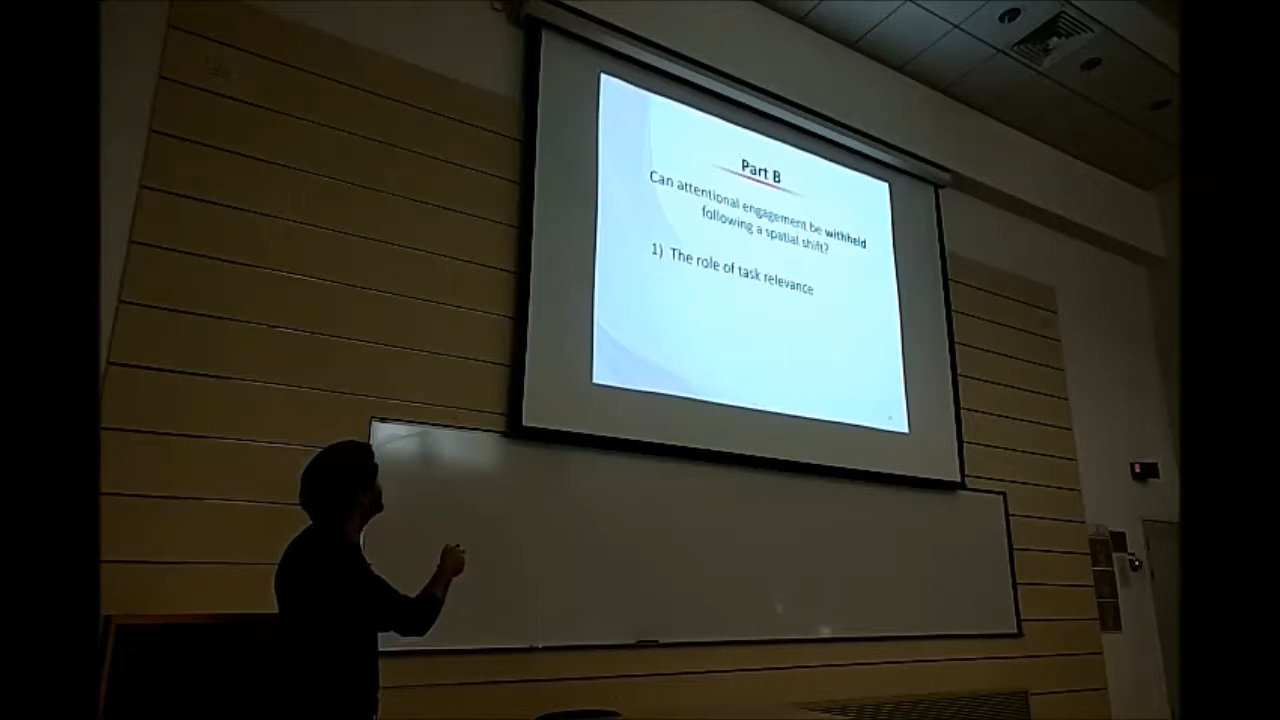 Part B
Can attentional engagement be withheld
following a spatial shift?
1) The role of task relevance